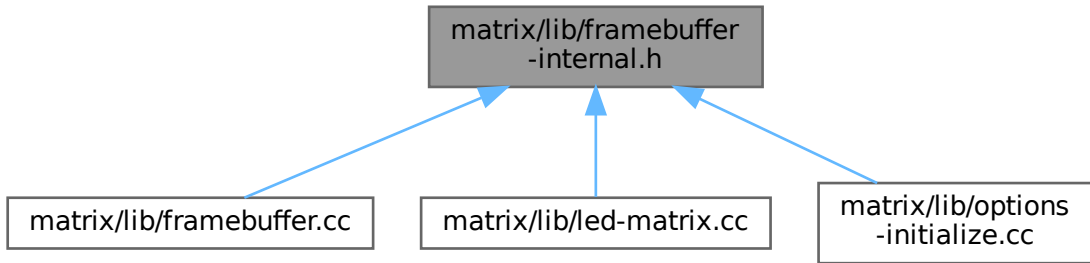 matrix/lib/framebuffer
-internal.h
matrix/lib/framebuffer.cc
matrix/lib/led-matrix.cc
matrix/lib/options
-initialize.cc